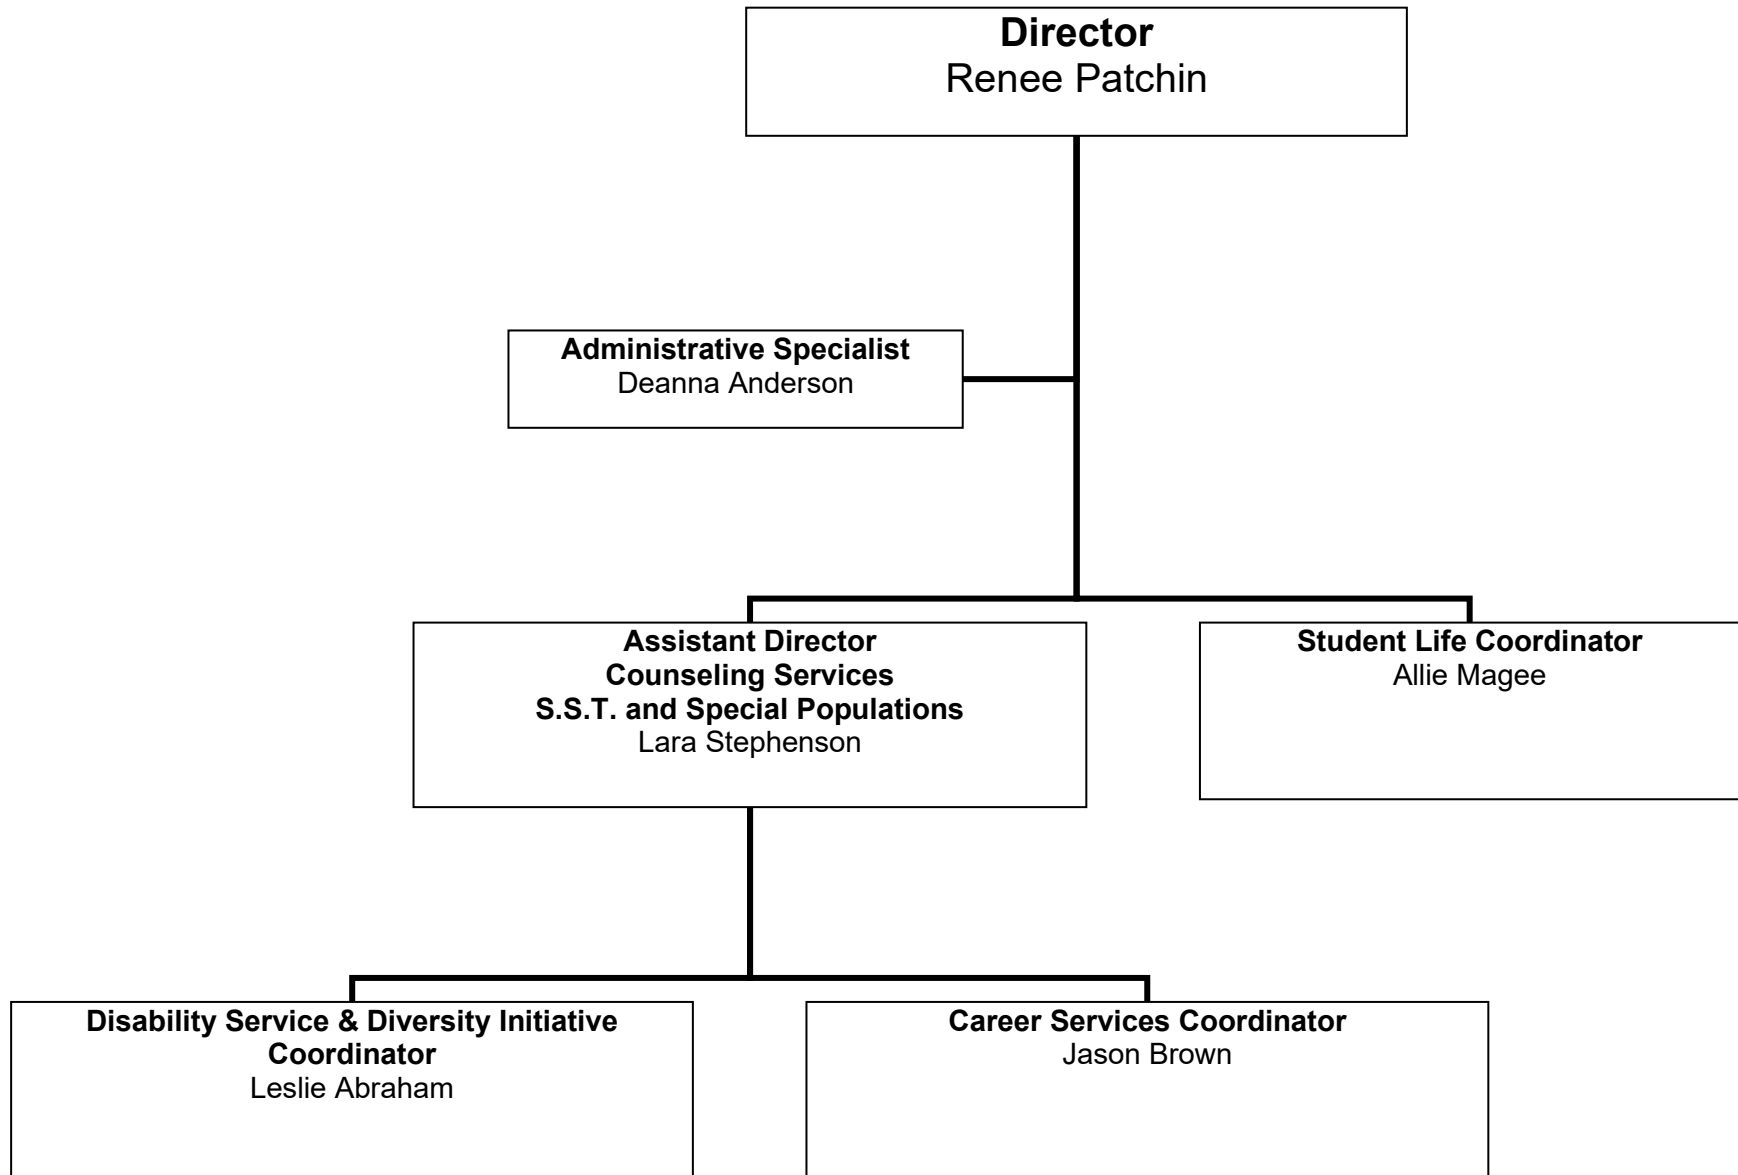 Director
Renee Patchin
Administrative Specialist
Deanna Anderson
Assistant Director
Counseling Services
S.S.T. and Special Populations
Lara Stephenson
Student Life Coordinator
Allie Magee
Disability Service & Diversity Initiative
Coordinator
Leslie Abraham
Career Services Coordinator
Jason Brown